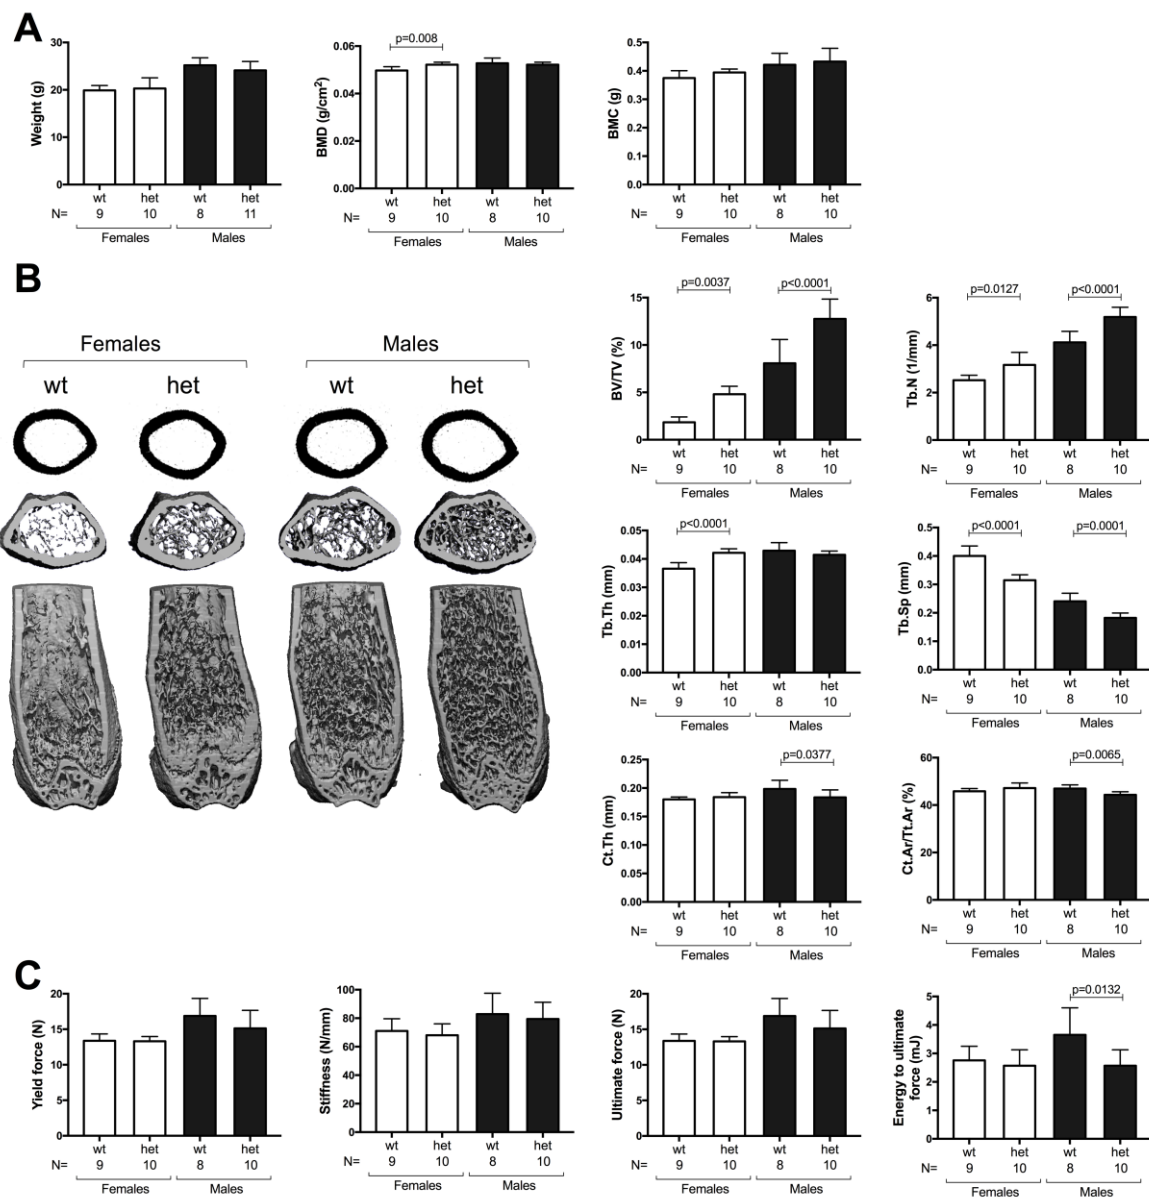 A
Weight (g)
30
20
10
0
wt het wt het
N= 9 10 8 11
Females Males
BMD (g/cm2)
0.06
0.04
0.02
0.00
p=0.008
wt het wt het
N= 9 10 8 10
Females Males
BMC (g)
0.5
0.4
0.3
0.2
0.1
0.0
wt het wt het
N= 9 10 8 10
Females Males
B
Females Males
wt het wt het
BV/TV (%)
15
10
5
0
p=0.0037 p<0.0001
wt het wt het
N= 9 10 8 10
Females Males
Tb.N (1/mm)
6
4
2
0
p=0.0127 p<0.0001
wt het wt het
N= 9 10 8 10
Females Males
Tb.Th (mm)
0.05
0.04
0.03
0.02
0.01
0.00
p<0.0001
wt het wt het
N= 9 10 8 10
Females Males
Tb.Sp (mm)
0.5
0.4
0.3
0.2
0.1
0.0
p<0.0001 p=0.0001
wt het wt het
N= 9 10 8 10
Females Males
Ct.Th (mm)
0.25
0.20
0.15
0.10
0.05
0.00
p=0.0377
wt het wt het
N= 9 10 8 10
Females Males
Ct.Ar/Tt.Ar (%)
60
40
20
0
p=0.0065
wt het wt het
N= 9 10 8 10
Females Males
C
Yield force (N)
20
15
10
5
0
wt het wt het
N= 9 10 8 10
Females Males
Stiffness (N/mm)
100
80
60
40
20
0
wt het wt het
N= 9 10 8 10
Females Males
Ultimate force (N)
20
15
10
5
0
wt het wt het
N= 9 10 8 10
Females Males
Energy to ultimate
force (mJ)
5
4
3
2
1
0
p=0.0132
wt het wt het
N= 9 10 8 10
Females Males